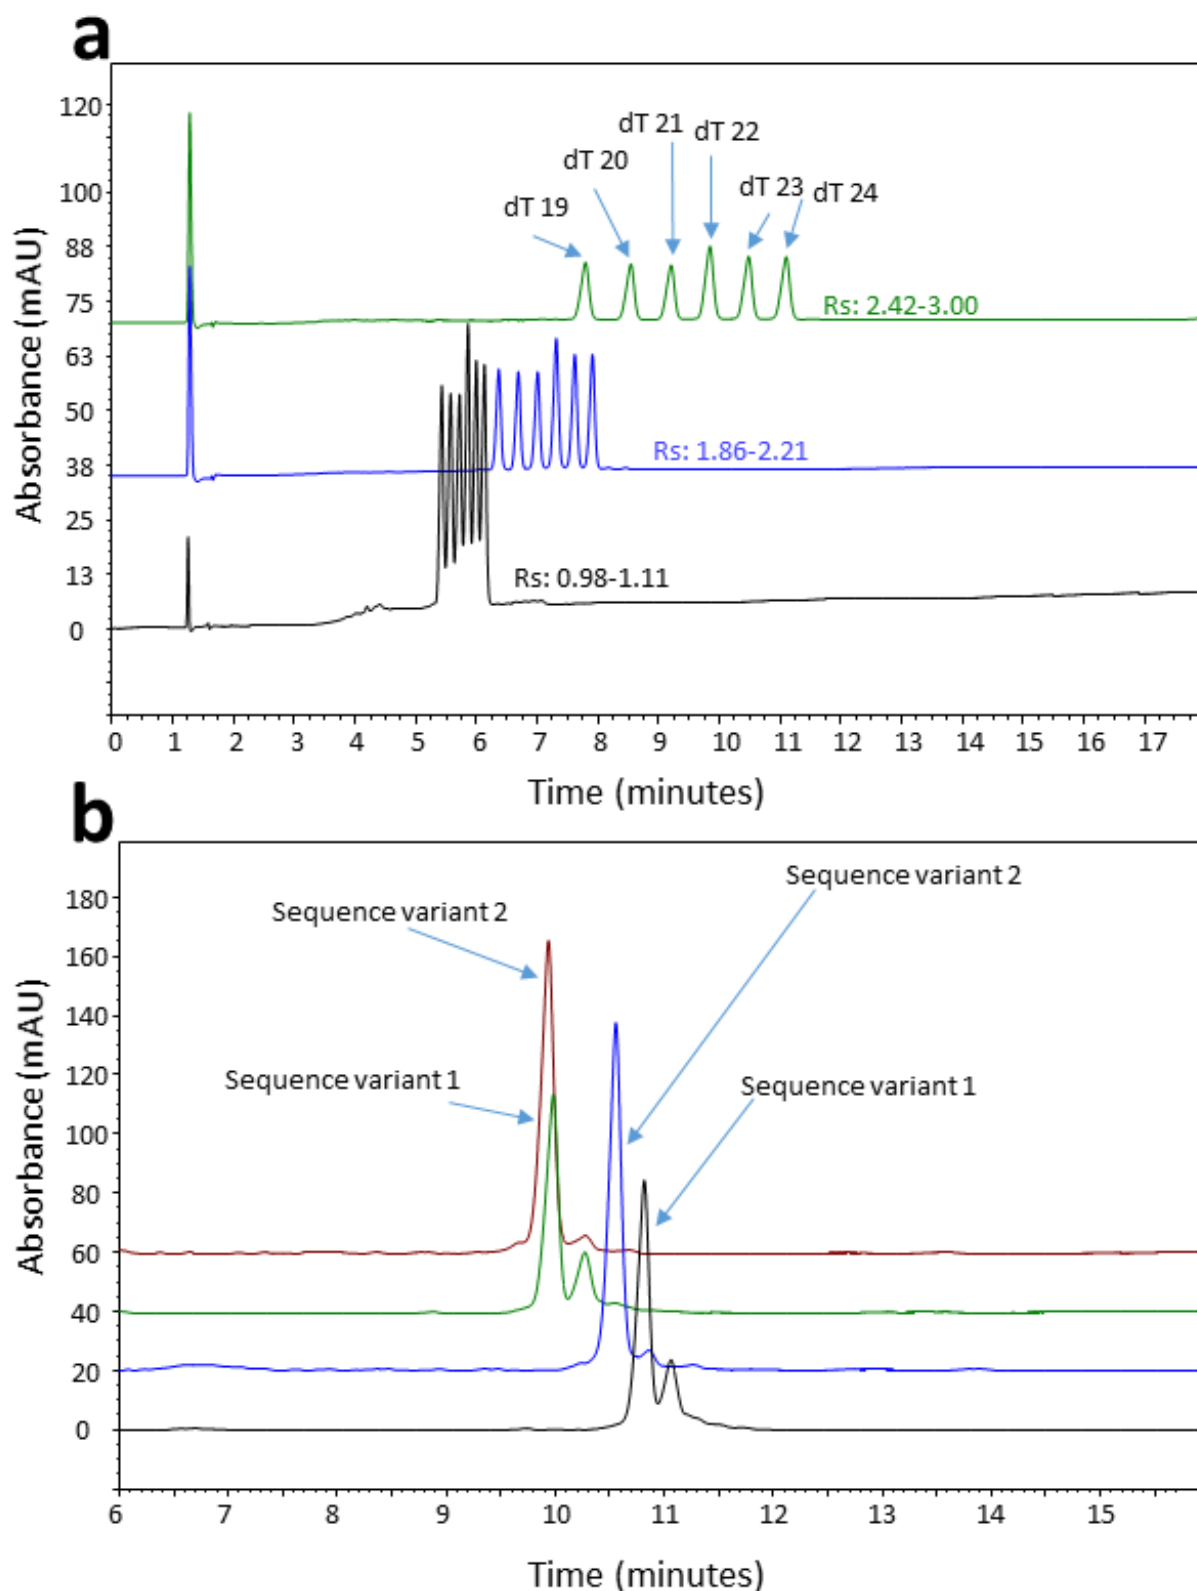 a
Absorbance (mAU)
120
100
88
75
63
50
38
25
13
0
dT 19
dT 20
dT 21
dT 22
dT 23
dT 24
Rs: 2.42-3.00
Rs: 1.86-2.21
Rs: 0.98-1.11
0 1 2 3 4 5 6 7 8 9 10 11 12 13 14 15 16 17
Time (minutes)
b
Absorbance (mAU)
180
160
140
120
100
80
60
40
20
0
Sequence variant 2
Sequence variant 2
Sequence variant 1
Sequence variant 1
6 7 8 9 10 11 12 13 14 15
Time (minutes)